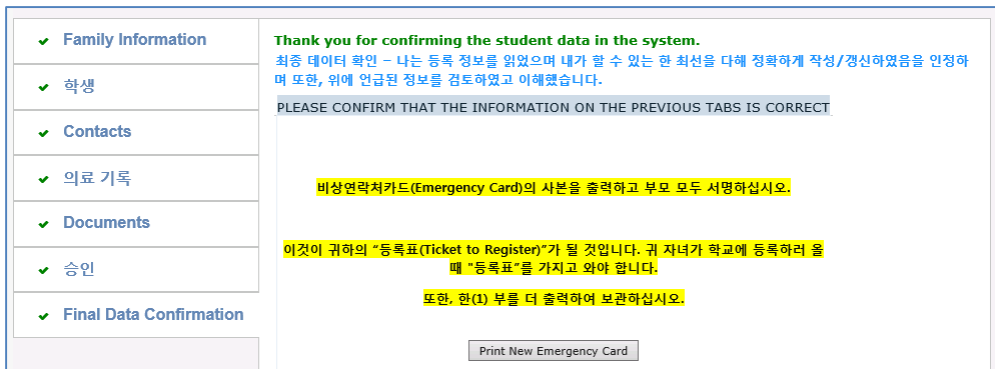 Family Information
학생
Contacts
의료 기록
Documents
승인
Final Data Confirmation
Thank you for confirming the student data in the system.
최종 데이터 확인 – 나는 등록 정보를 읽었으며 내가 할 수 있는 한 최선을 다해 정확하게 작성/갱신하였음을 인정하
며 또한, 위에 언급된 정보를 검토하였고 이해했습니다.
PLEASE CONFIRM THAT THE INFORMATION ON THE PREVIOUS TABS IS CORRECT
비상연락처카드(Emergency Card)의 사본을 출력하고 부모 모두 서명하십시오.
이것이 귀하의 “등록표(Ticket to Register)”가 될 것입니다. 귀 자녀가 학교에 등록하러 올
때 "등록표"를 가지고 와야 합니다.
또한, 한(1) 부를 더 출력하여 보관하십시오.
Print New Emergency Card